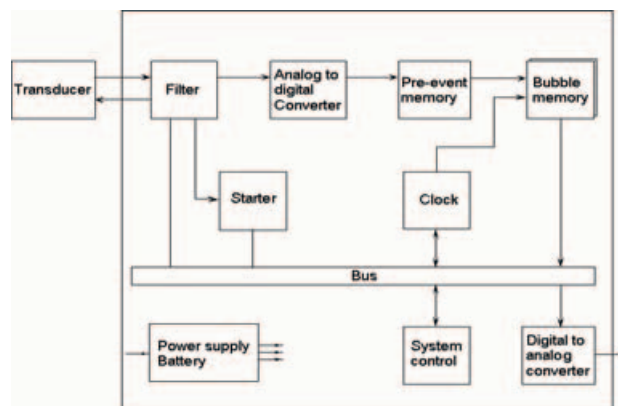 Transducer
Filter
Analog to
digital
Converter
Pre-event
memory
Bubble
memory
Starter
Clock
Bus
Power supply
Battery
System
control
Digital to
analog
converter